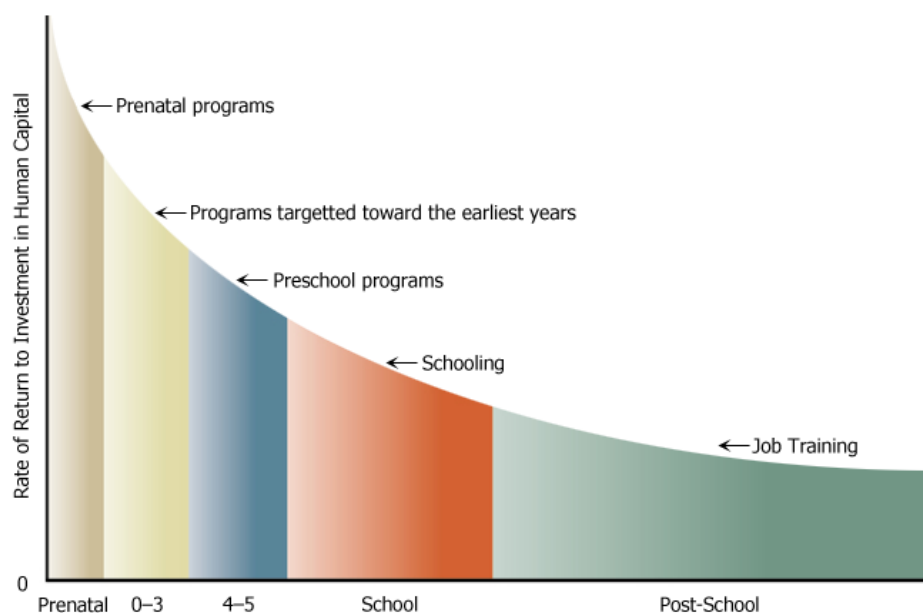 Rate of Return to Investment in Human Capital
Prenatal programs
Programs targetted toward the earliest years
Preschool programs
Schooling
Job Training
0
Prenatal
0–3
4–5
School
Post-School